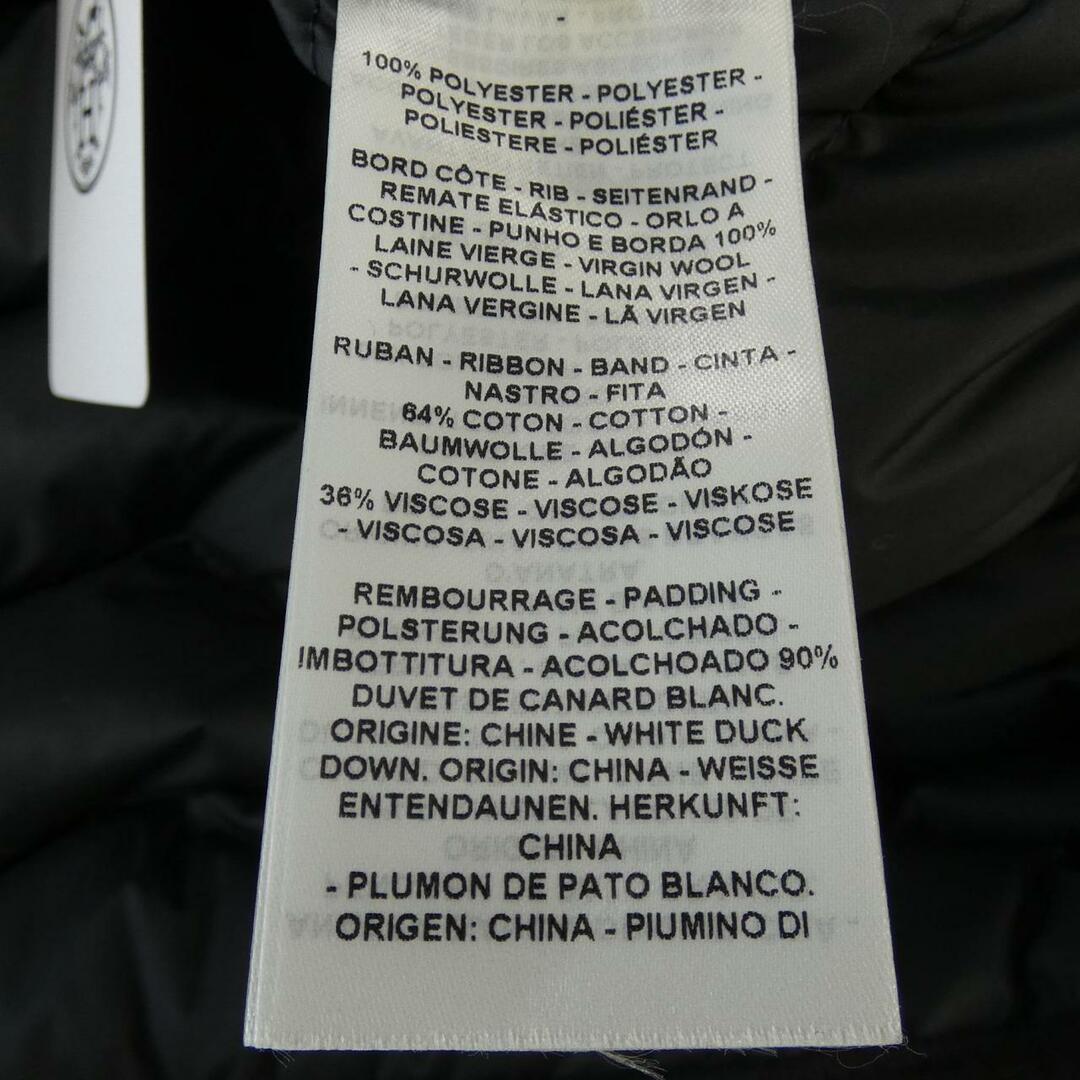 -
100% POLYESTER - POLYESTER -
POLYESTER - POLIÉSTER -
POLIESTERE - POLIÉSTER
BORD CÔTE - RIB - SEITENRAND -
REMATE ELÁSTICO - ORLO A
COSTINE - PUNHO E BORDA 100%
LAINE VIERGE - VIRGIN WOOL
- SCHURWOLLE - LANA VIRGEN -
LANA VERGINE - LÃ VIRGEN
RUBAN - RIBBON - BAND - CINTA -
NASTRO - FITA
64% COTON - COTTON -
BAUMWOLLE - ALGODÓN -
COTONE - ALGODÃO
36% VISCOSE - VISCOSE - VISKOSE
- VISCOSA - VISCOSA - VISCOSE
REMBOURRAGE - PADDING -
POLSTERUNG - ACOLCHADO -
IMBOTTITURA - ACOLCHOADO 90%
DUVET DE CANARD BLANC.
ORIGINE: CHINE - WHITE DUCK
DOWN. ORIGIN: CHINA - WEISSE
ENTENDAUNEN. HERKUNFT:
CHINA
- PLUMON DE PATO BLANCO.
ORIGEN: CHINA - PIUMINO DI